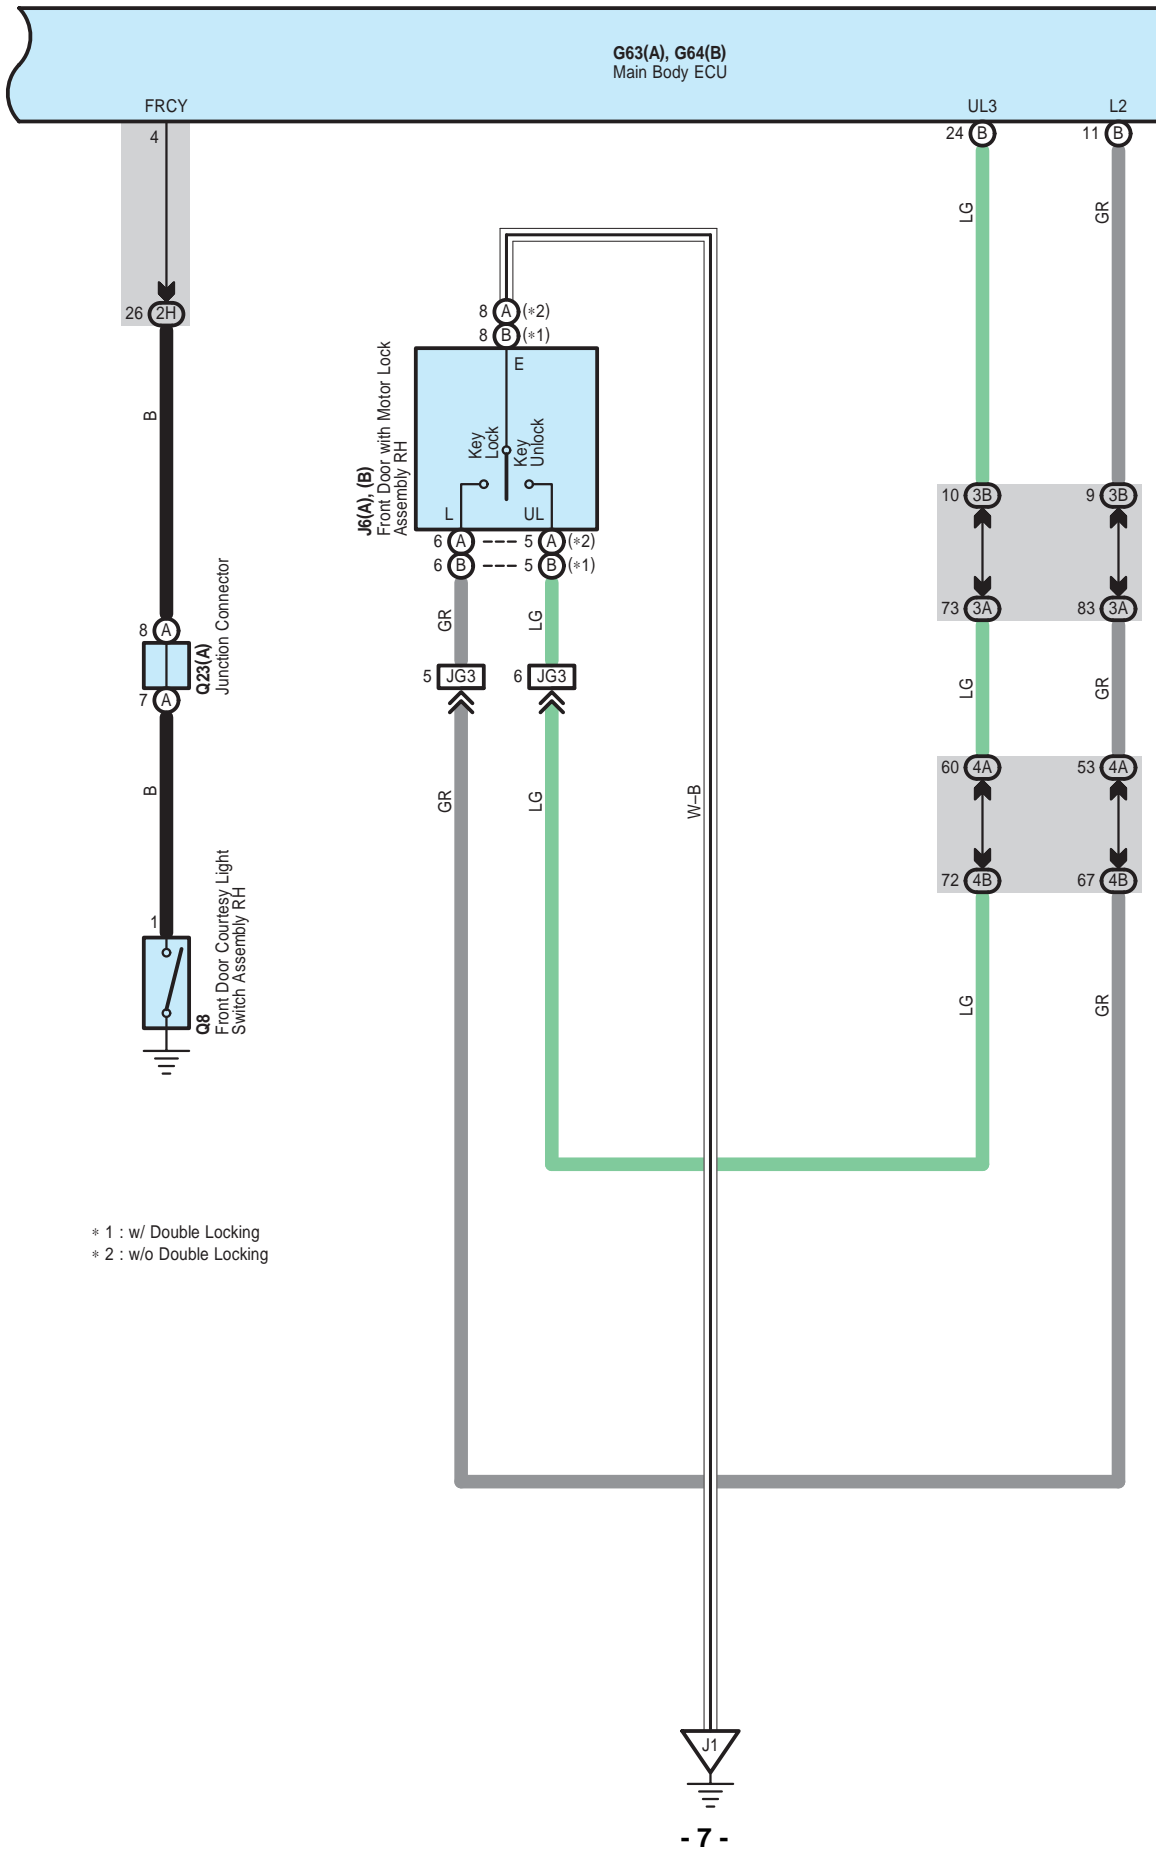 G63(A), G64(B)
Main Body ECU
FRCY
UL3
L2
4
24 B
11 B
LG
GR
26 2H
8 A (*2)
8 B (*1)
E
Key
Lock
Key
Unlock
L
UL
J6(A), (B)
Front Door with Motor Lock
Assembly RH
B
10 3B
9 3B
6 A
5 A (*2)
6 B
5 B (*1)
73 3A
83 3A
GR
LG
8 A
Q23(A)
Junction Connector
7 A
5 JG3
6 JG3
LG
GR
60 4A
53 4A
B
GR
LG
W–B
72 4B
67 4B
1
Q8
Front Door Courtesy Light
Switch Assembly RH
LG
GR
* 1 : w/ Double Locking
* 2 : w/o Double Locking
J1
- 7 -